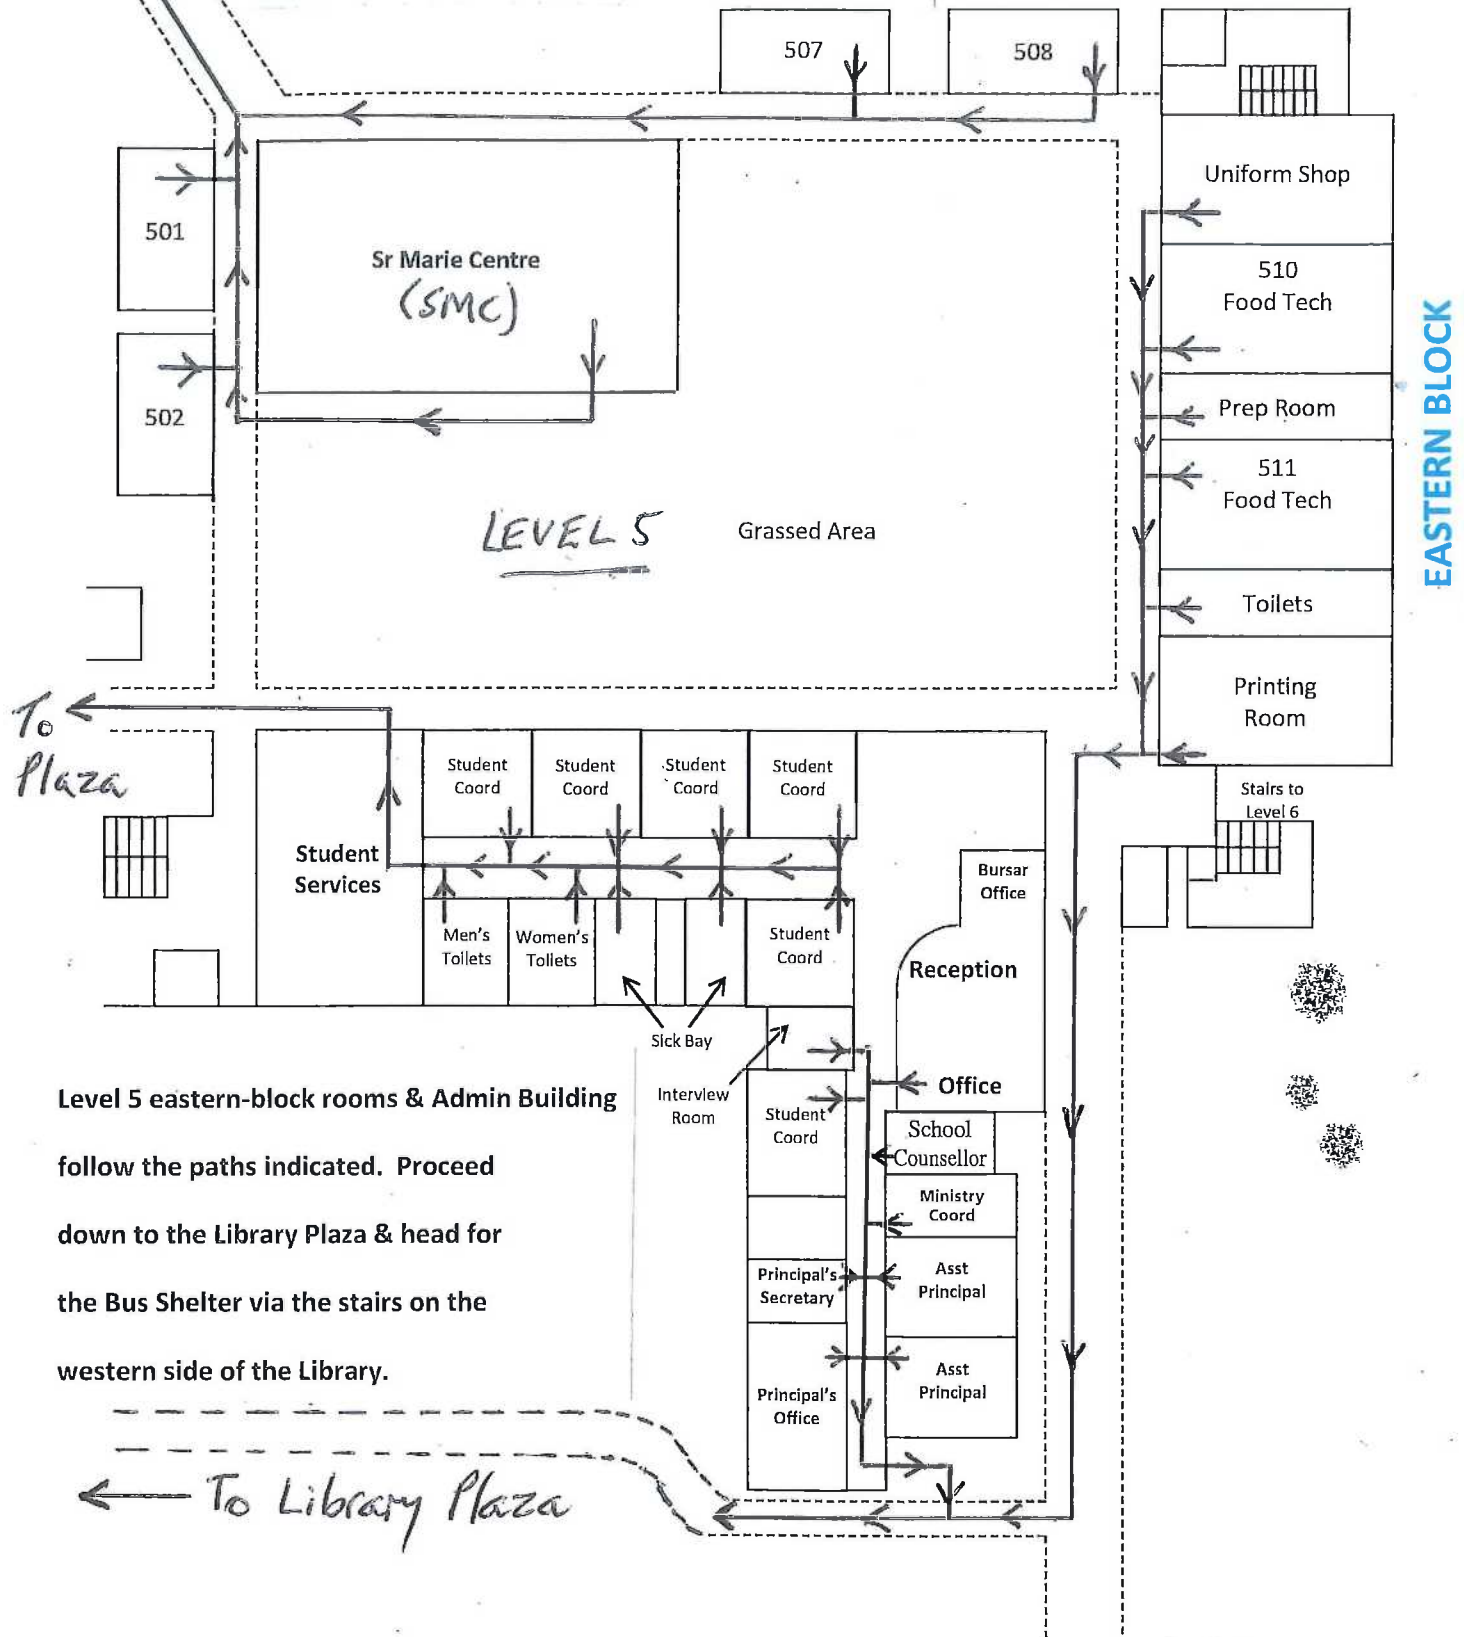 507
508
Uniform Shop
501
Sr Marie Centre
(SMC)
510
Food Tech
502
Prep Room
511
Food Tech
EASTERN BLOCK
LEVEL 5
Grassed Area
Toilets
Printing
Room
To
Plaza
Student
Coord
Student
Coord
Student
Coord
Student
Coord
Stairs to
Level 6
Student
Services
Bursar
Office
Men's
Toilets
Women's
Tollets
Student
Coord
Reception
Sick Bay
Interview
Room
Office
Student
Coord
School
Counsellor
Ministry
Coord
Principal's
Secretary
Asst
Principal
Asst
Principal
Principal's
Office
Level 5 eastern-block rooms & Admin Building
follow the paths indicated. Proceed
down to the Library Plaza & head for
the Bus Shelter via the stairs on the
western side of the Library.
To Library Plaza